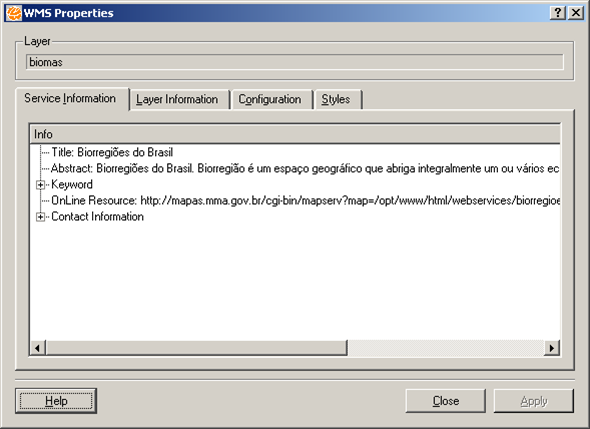 WMS Properties
Layer
biomas
Service Information Layer Information Configuration Styles
Info
Title: Biorregiões do Brasil
Abstract: Biorregiões do Brasil. Biorregião é um espaço geográfico que abriga integralmente um ou vários ec
Keyword
OnLine Resource: http://mapas.mma.gov.br/cgi-bin/mapserv?map=/opt/www/html/webservices/biorregioe
Contact Information
Help Close Apply